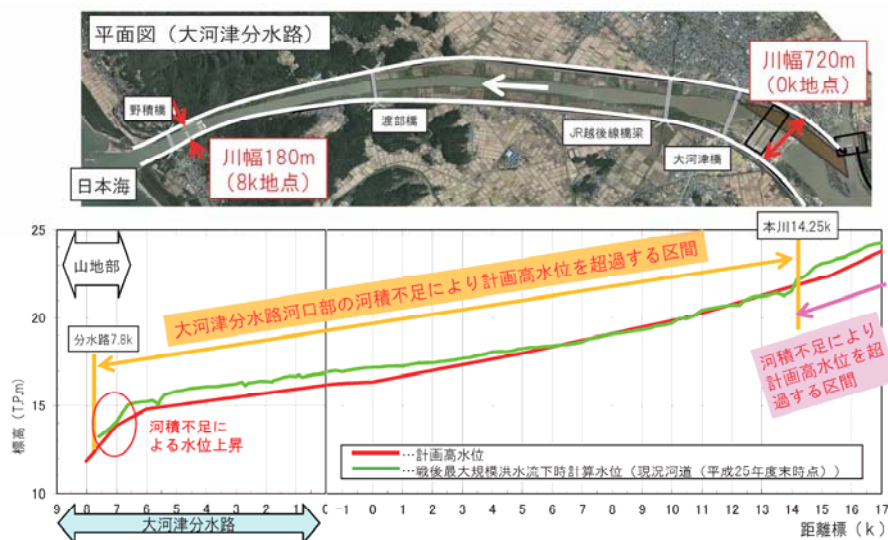 平面図（大河津分水路）
川幅720m
（0k地点）
野積橋
渡部橋
JR越後線橋梁
大河津橋
川幅180m
（8k地点）
日本海
本川14.25k
山地部
大河津分水路河口部の河積不足により計画高水位を超過する区間
分水路7.8k
河積不足に
よる水位上昇
河積不足により
計画高水位を超
過する区間
標高（T.P.m）
25
20
15
10
…計画高水位
…戦後最大規模洪水流下時計算水位（現況河道（平成25年度末時点））
9 8 7 6 5 4 3 2 1 0 -1 0 1 2 3 4 5 6 7 8 9 10 11 12 13 14 15 16 17
大河津分水路
距離標（k）